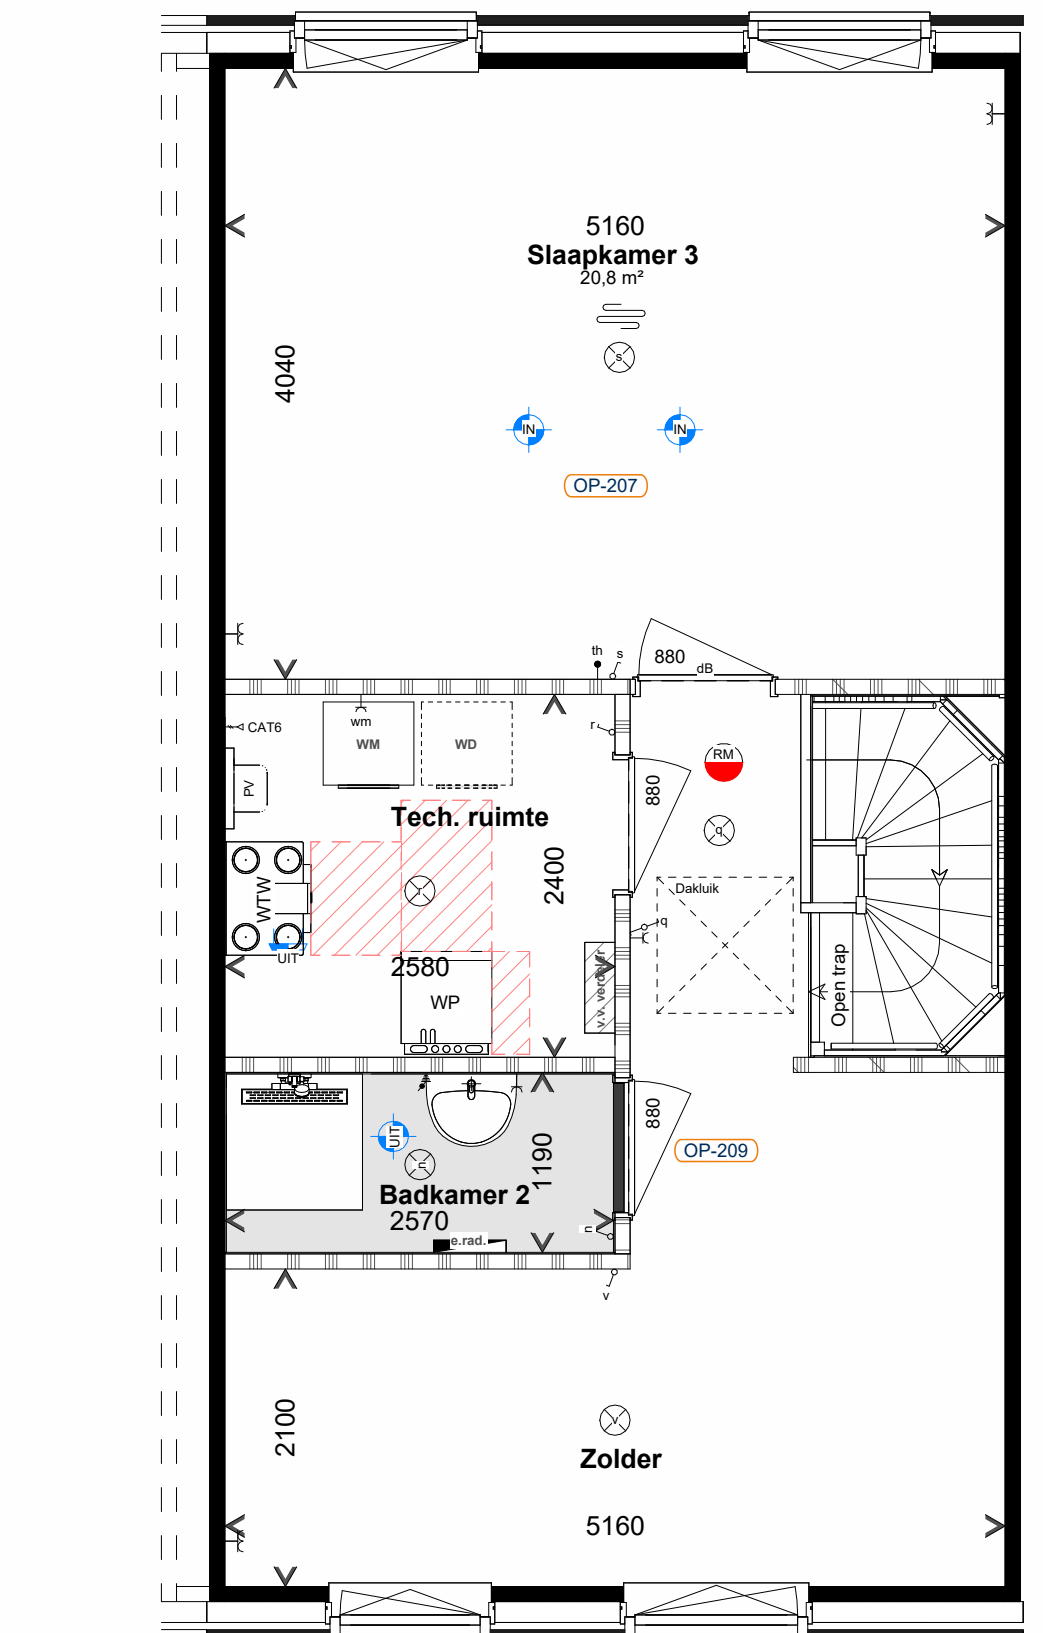 5160
Slaapkamer 3
20,8 m²
4040
s
IN
IN
OP-207
th
s
880
dB
CAT6
wm
WM
WD
r
RM
PV
880
Tech. ruimte
q
2400
WTW
r
Dakluik
q
UIT
2580
WP
v.v. verdeler
Open trap
UIT
n
1190
880
OP-209
Badkamer 2
2570
e.rad.
n
v
2100
v
Zolder
5160